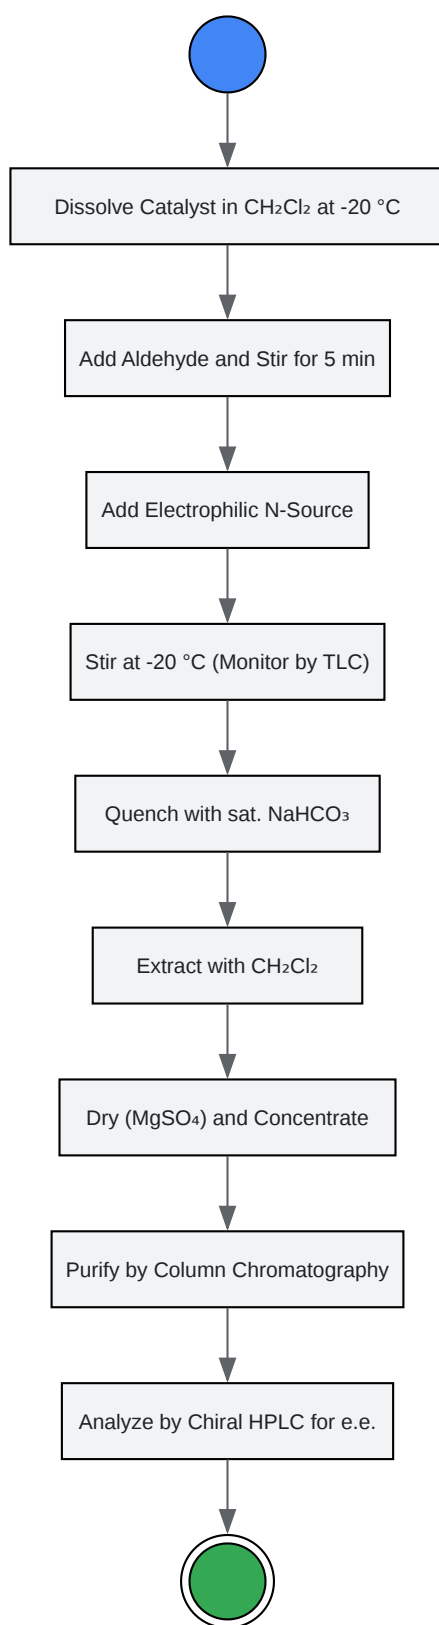 Dissolve Catalyst in CH₂Cl₂ at -20 °C
Add Aldehyde and Stir for 5 min
Add Electrophilic N-Source
Stir at -20 °C (Monitor by TLC)
Quench with sat. NaHCO₃
Extract with CH₂Cl₂
Dry (MgSO₄) and Concentrate
Purify by Column Chromatography
Analyze by Chiral HPLC for e.e.